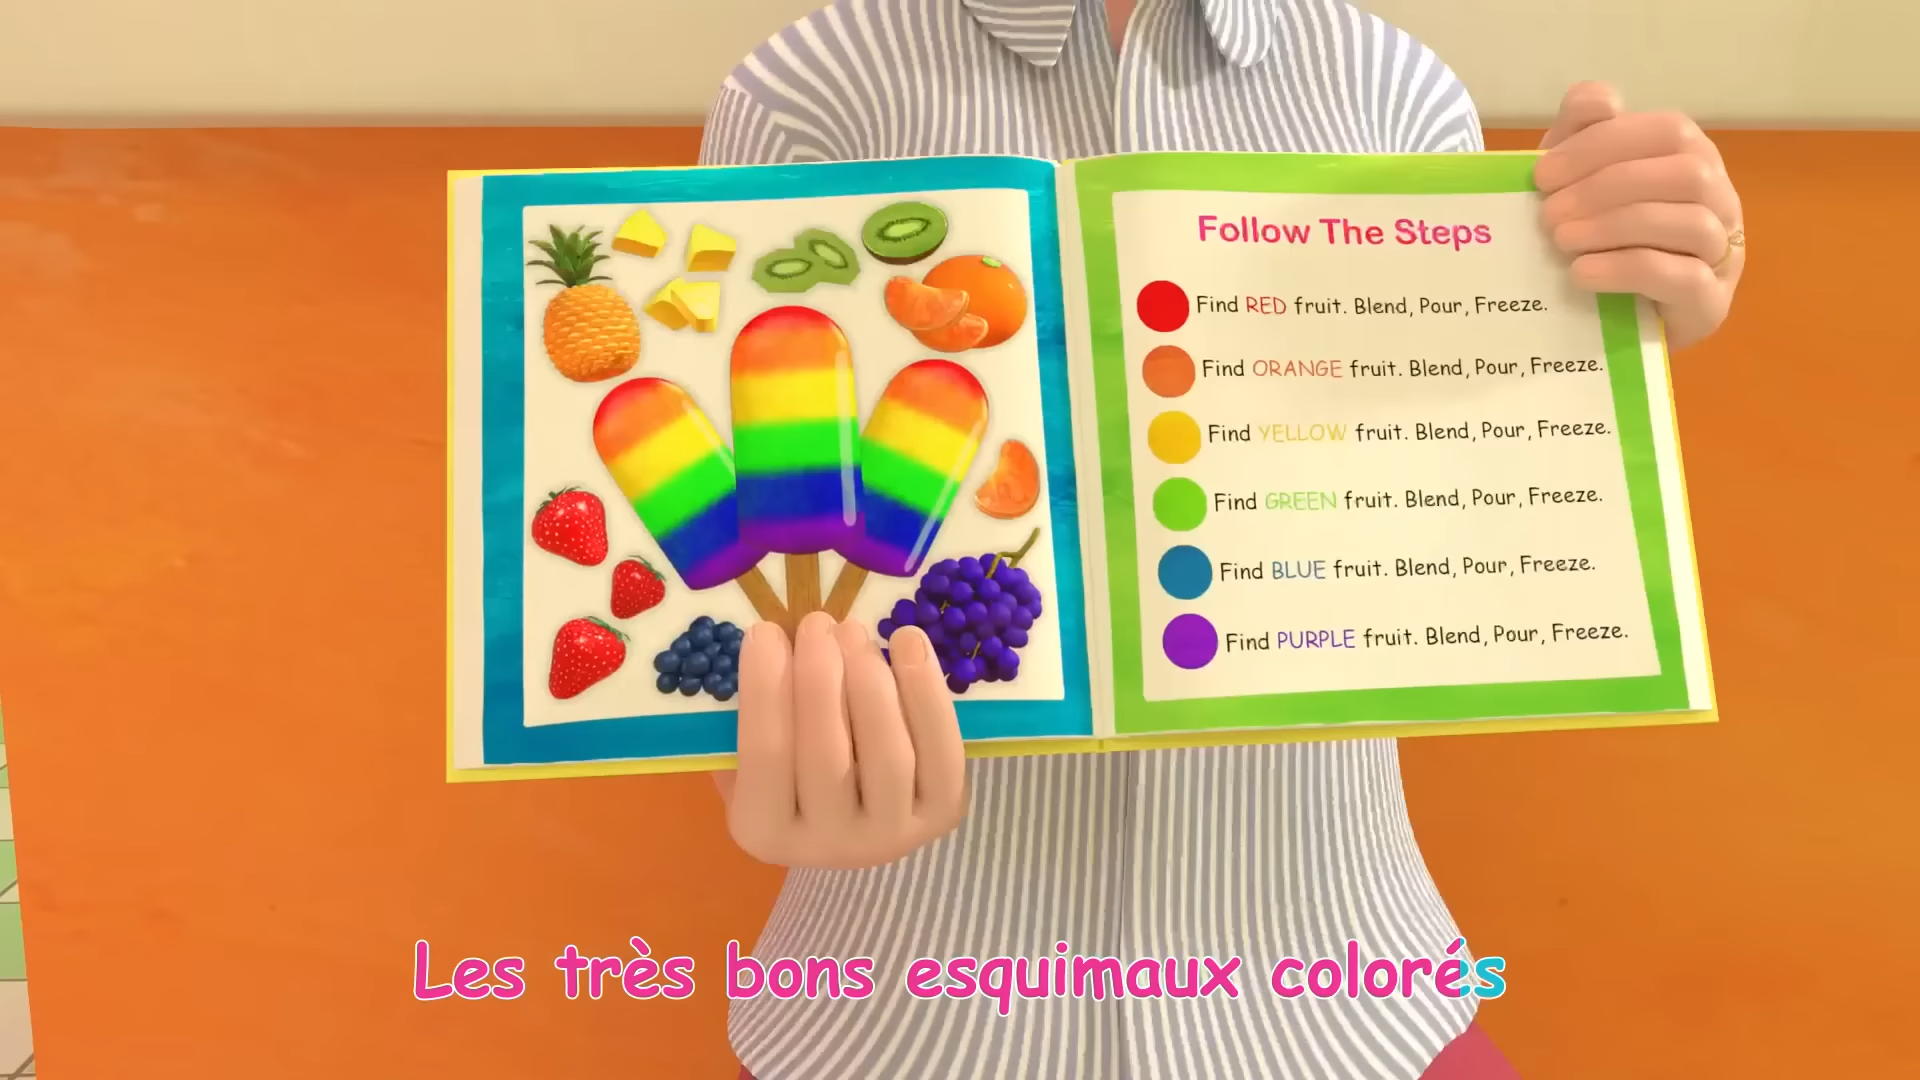 Follow The Steps
Find RED fruit. Blend, Pour, Freeze.
Find ORANGE fruit. Blend, Pour, Freeze.
Find YELLOW fruit. Blend, Pour, Freeze.
Find GREEN fruit. Blend, Pour, Freeze.
Find BLUE fruit. Blend, Pour, Freeze.
Find PURPLE fruit. Blend, Pour, Freeze.
Les très bons esquimaux colorés